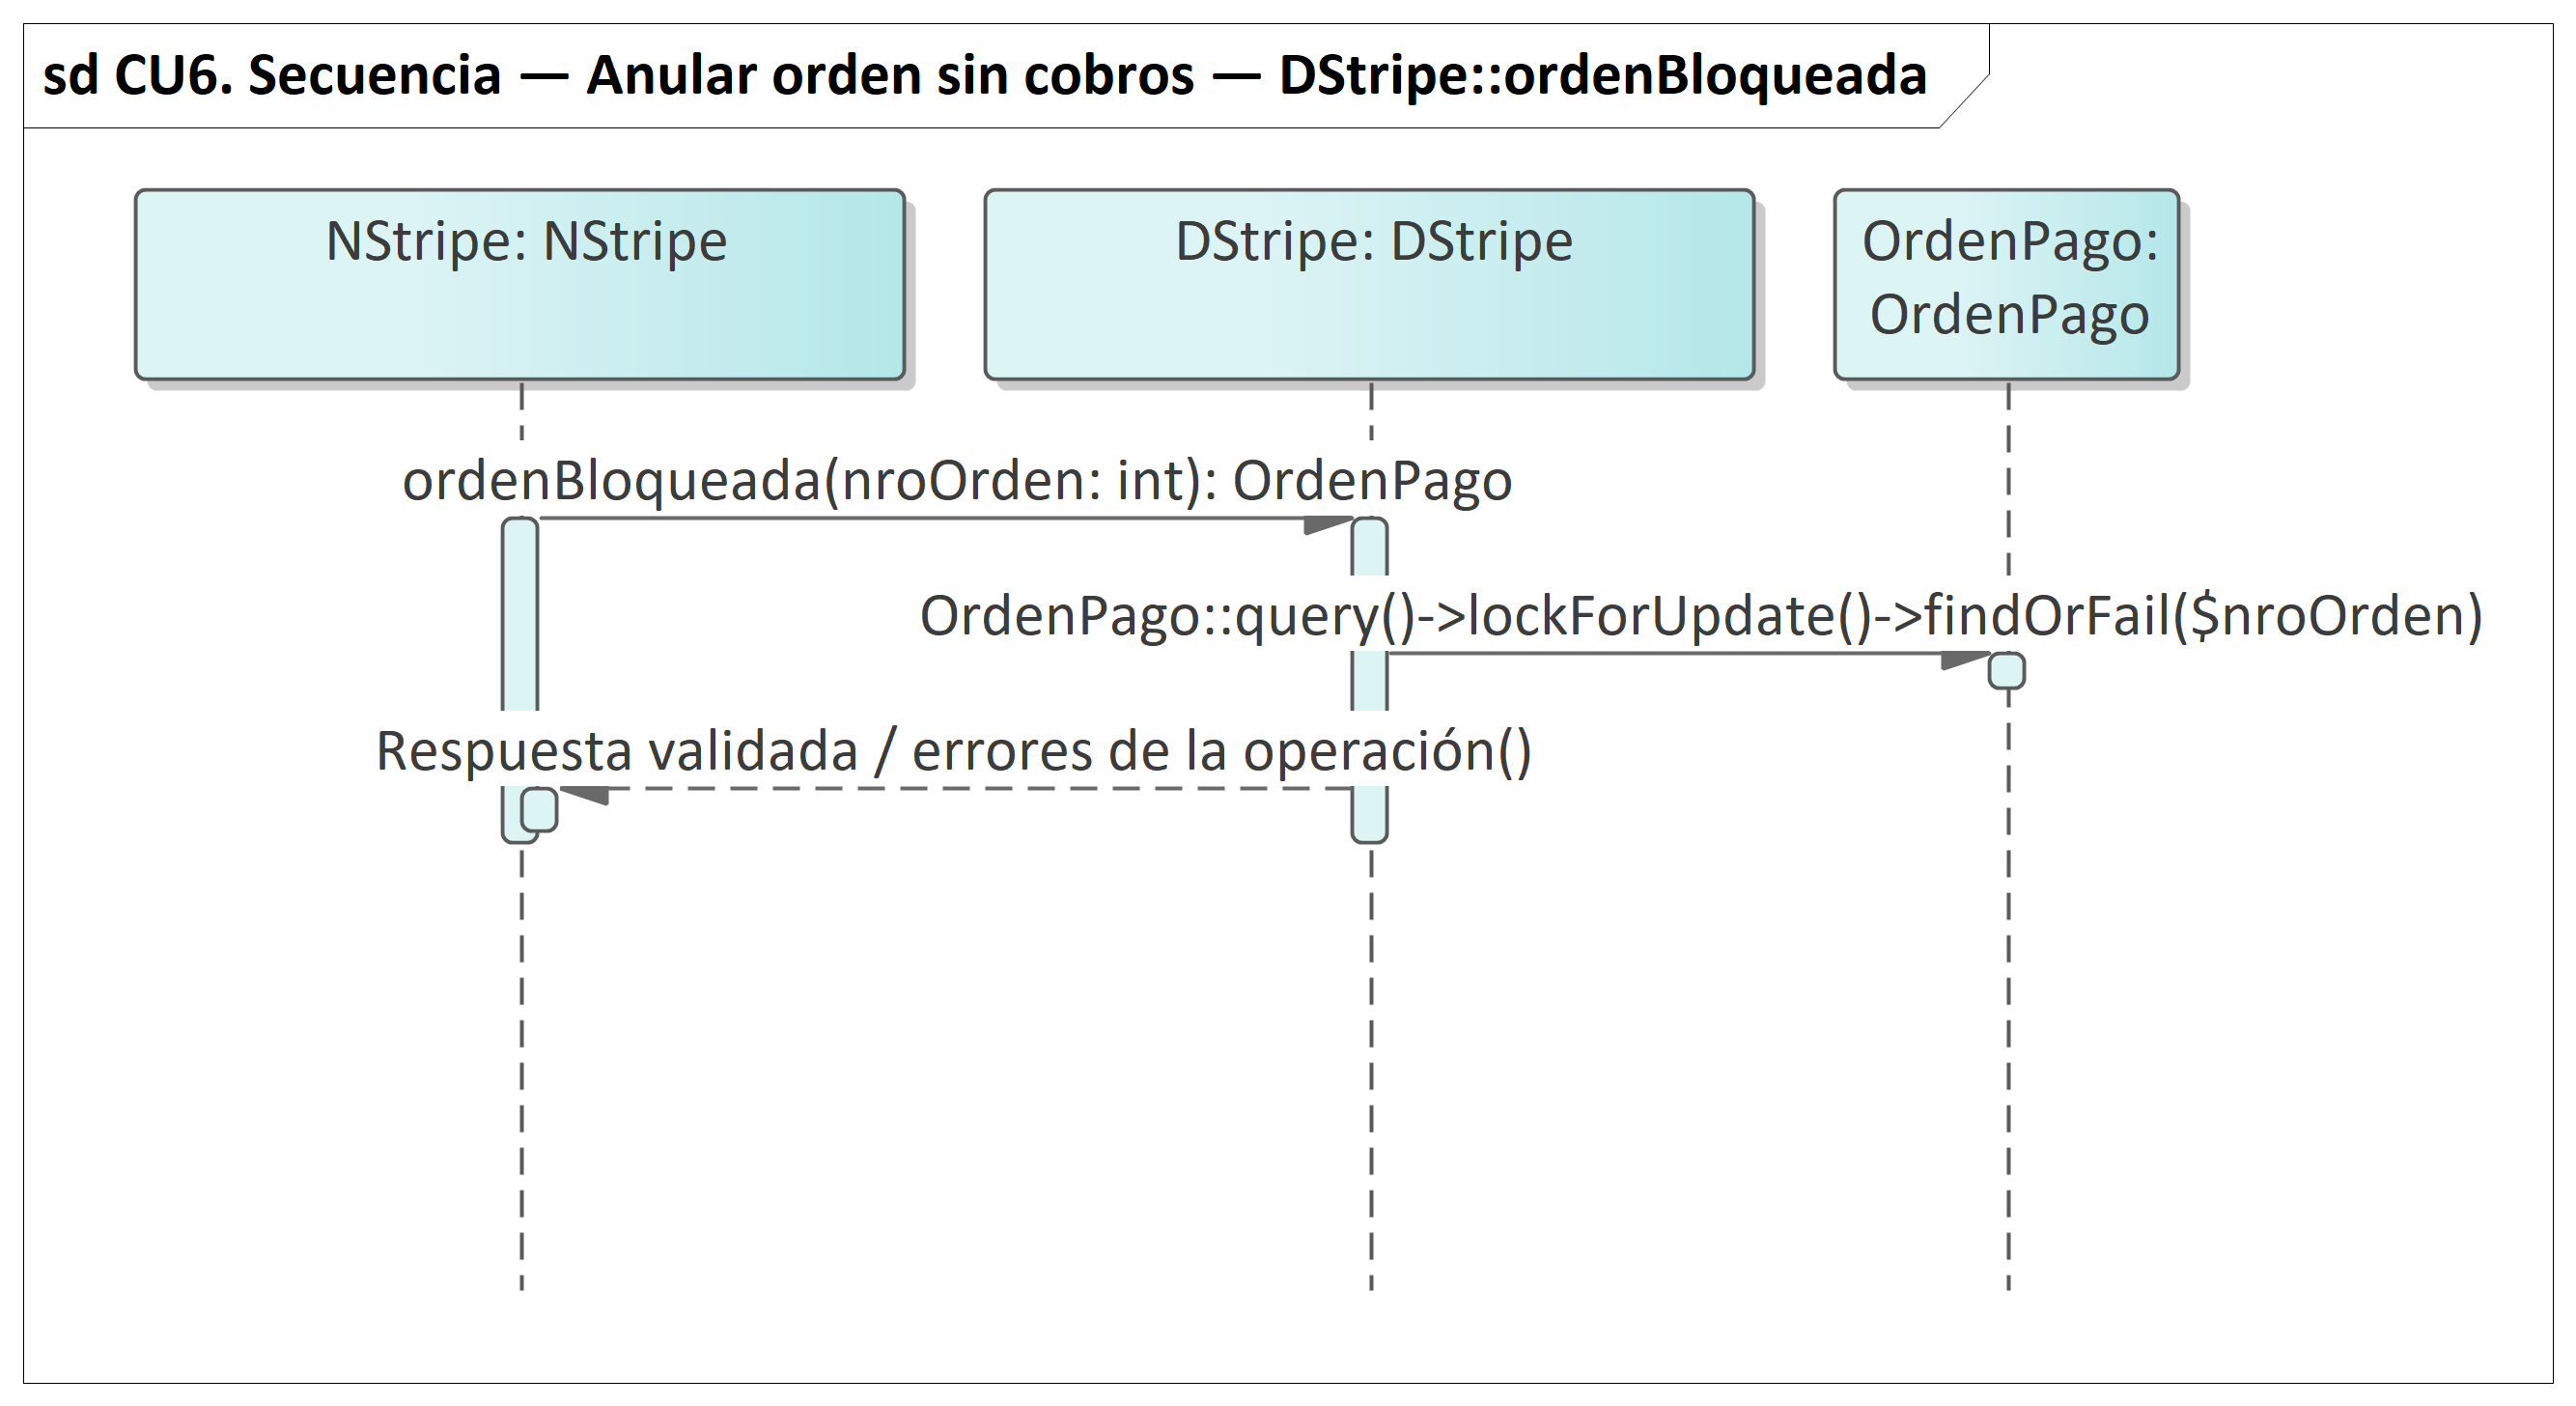 sd CU6. Secuencia — Anular orden sin cobros — DStripe::ordenBloqueada
NStripe: NStripe
DStripe: DStripe
OrdenPago:
OrdenPago
ordenBloqueada(nroOrden: int): OrdenPago
OrdenPago::query()->lockForUpdate()->findOrFail($nroOrden)
Respuesta validada / errores de la operación()